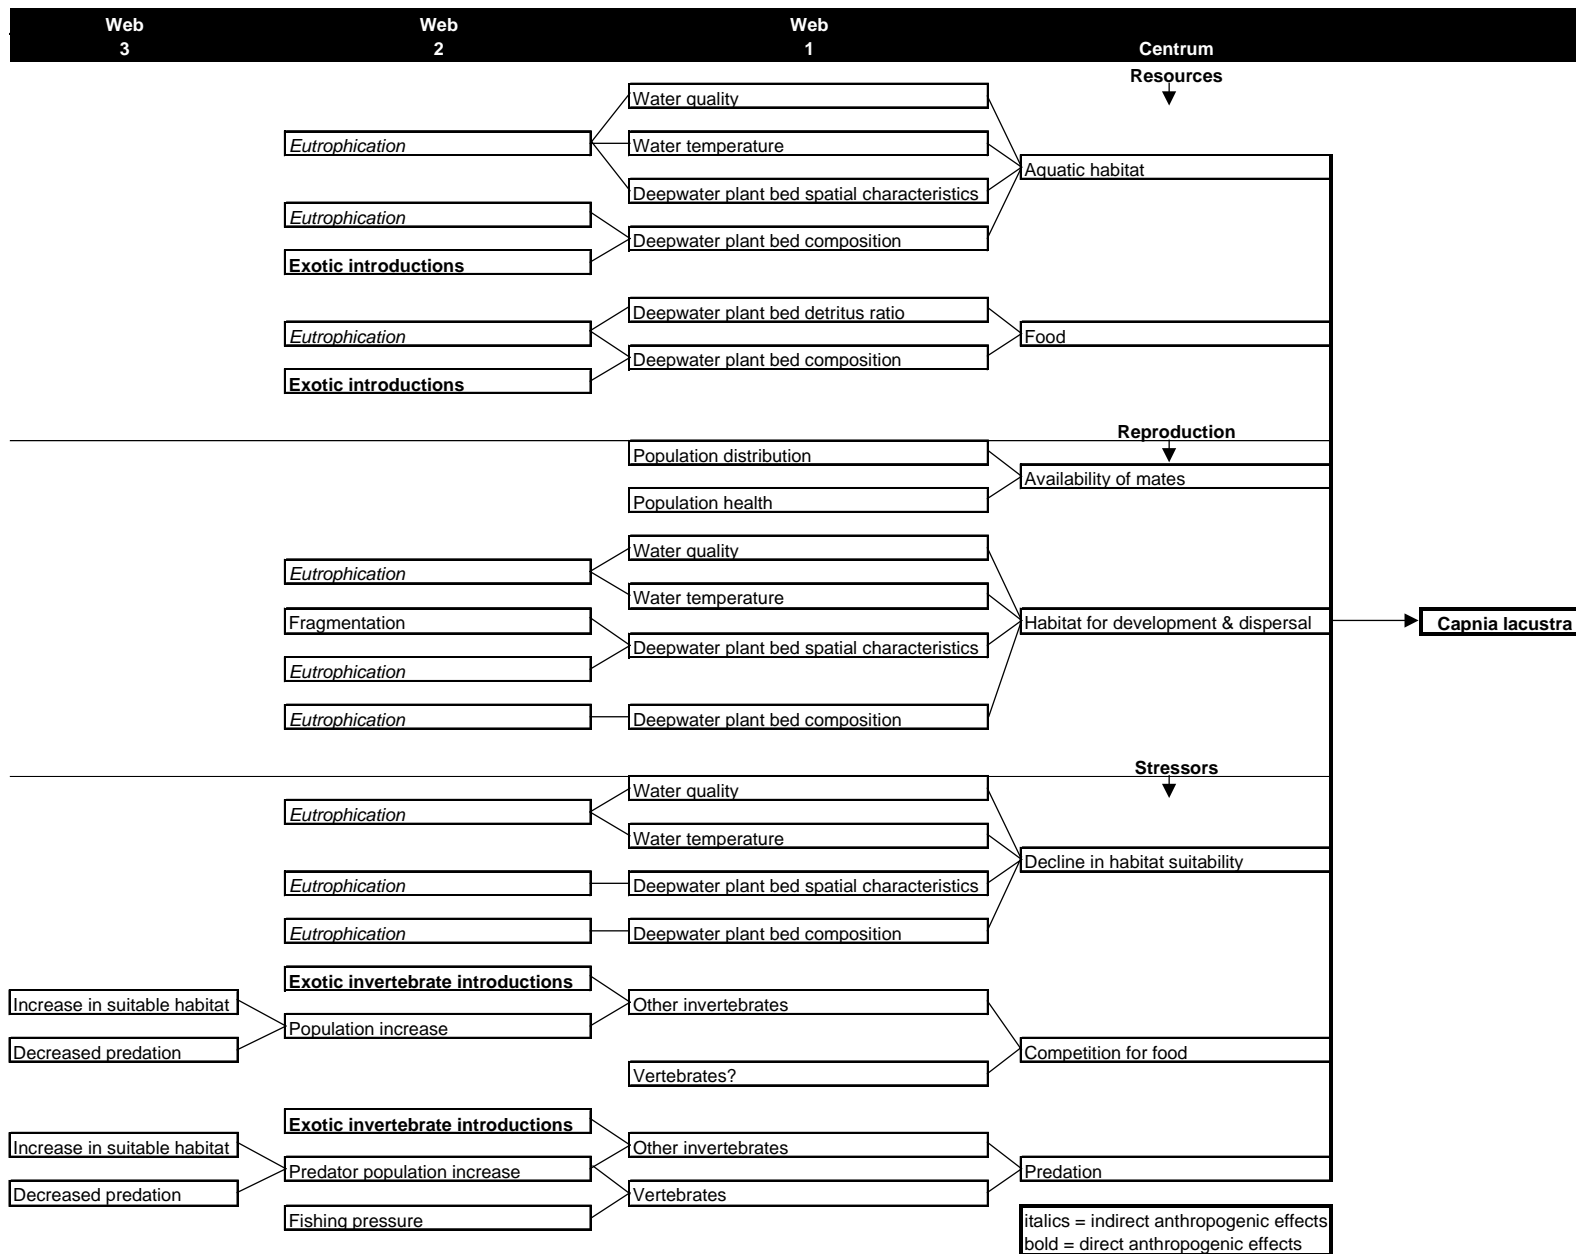 Web Web Web
3 2 1 Centrum
Resources
Water quality
Eutrophication Water temperature
Aquatic habitat
Deepwater plant bed spatial characteristics
Eutrophication
Deepwater plant bed composition
Exotic introductions
Deepwater plant bed detritus ratio
Eutrophication Food
Deepwater plant bed composition
Exotic introductions
Reproduction
Population distribution
Availability of mates
Population health
Water quality
Eutrophication
Water temperature
Fragmentation Habitat for development & dispersal Capnia lacustra
Deepwater plant bed spatial characteristics
Eutrophication
Eutrophication Deepwater plant bed composition
Stressors
Water quality
Eutrophication
Water temperature
Decline in habitat suitability
Eutrophication Deepwater plant bed spatial characteristics
Eutrophication Deepwater plant bed composition
Exotic invertebrate introductions
Increase in suitable habitat Other invertebrates
Population increase
Decreased predation Competition for food
Vertebrates?
Exotic invertebrate introductions
Increase in suitable habitat Other invertebrates
Predator population increase Predation
Decreased predation Vertebrates
Fishing pressure
italics = indirect anthropogenic effects
bold = direct anthropogenic effects